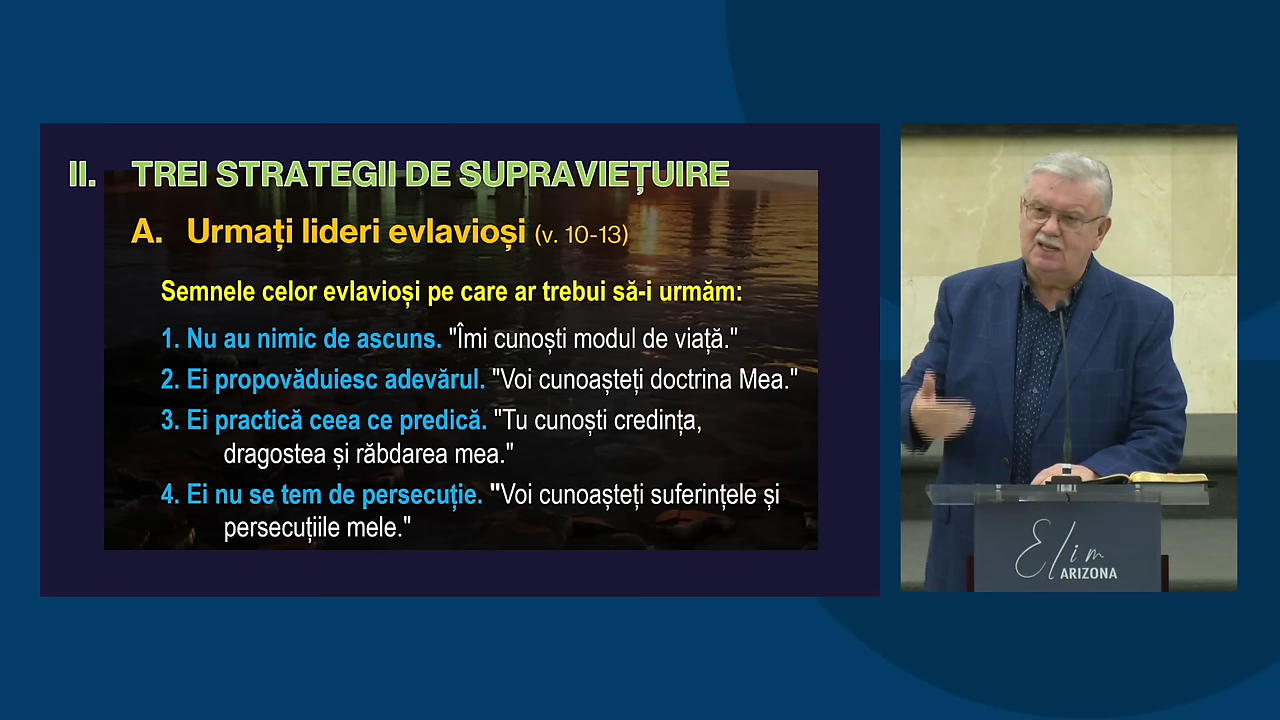 II. TREI STRATEGII DE SUPRAVIEȚUIRE
A. Urmați lideri evlavioși (v. 10-13)
Semnele celor evlavioși pe care ar trebui să-i urmăm:
1. Nu au nimic de ascuns. "Îmi cunoști modul de viață."
2. Ei propovăduiesc adevărul. "Voi cunoașteți doctrina Mea."
3. Ei practică ceea ce predică. "Tu cunoști credința,
dragostea și răbdarea mea."
4. Ei nu se tem de persecuție. "Voi cunoașteți suferințele și
persecuțiile mele."
Elim
ARIZONA